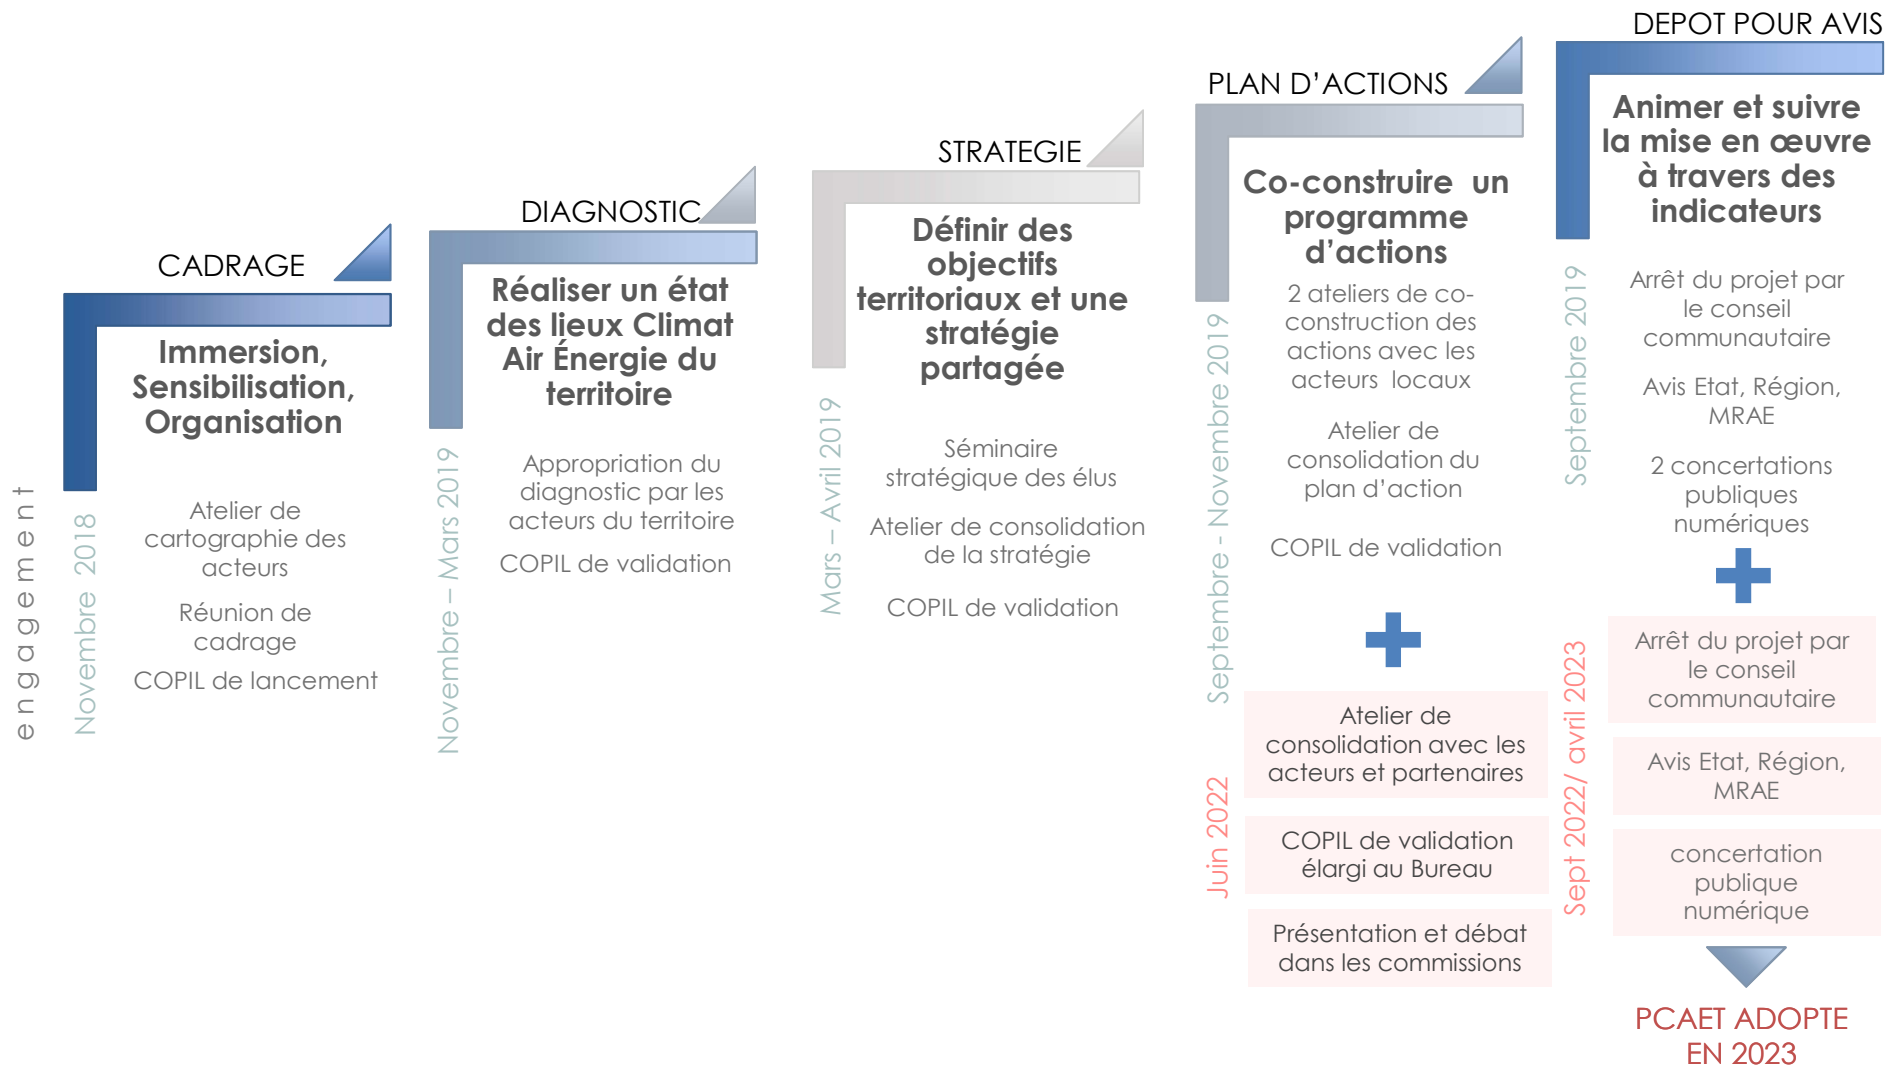 engagement
CADRAGE
Immersion,
Sensibilisation,
Organisation
Novembre 2018
Atelier de
cartographie des
acteurs
Réunion de
cadrage
COPIL de lancement
DIAGNOSTIC
Réaliser un état
des lieux Climat
Air Énergie du
territoire
Novembre – Mars 2019
Appropriation du
diagnostic par les
acteurs du territoire
COPIL de validation
STRATEGIE
Définir des
objectifs
territoriaux et une
stratégie
partagée
Mars – Avril 2019
Séminaire
stratégique des élus
Atelier de consolidation
de la stratégie
COPIL de validation
PLAN D’ACTIONS
Co-construire un
programme
d’actions
Septembre - Novembre 2019
2 ateliers de co-
construction des
actions avec les
acteurs locaux
Atelier de
consolidation du
plan d’action
COPIL de validation
Juin 2022
Atelier de
consolidation avec les
acteurs et partenaires
COPIL de validation
élargi au Bureau
Présentation et débat
dans les commissions
DEPOT POUR AVIS
Animer et suivre
la mise en œuvre
à travers des
indicateurs
Septembre 2019
Arrêt du projet par
le conseil
communautaire
Avis Etat, Région,
MRAE
2 concertations
publiques
numériques
Sept 2022/ avril 2023
Arrêt du projet par
le conseil
communautaire
Avis Etat, Région,
MRAE
concertation
publique
numérique
PCAET ADOPTE
EN 2023